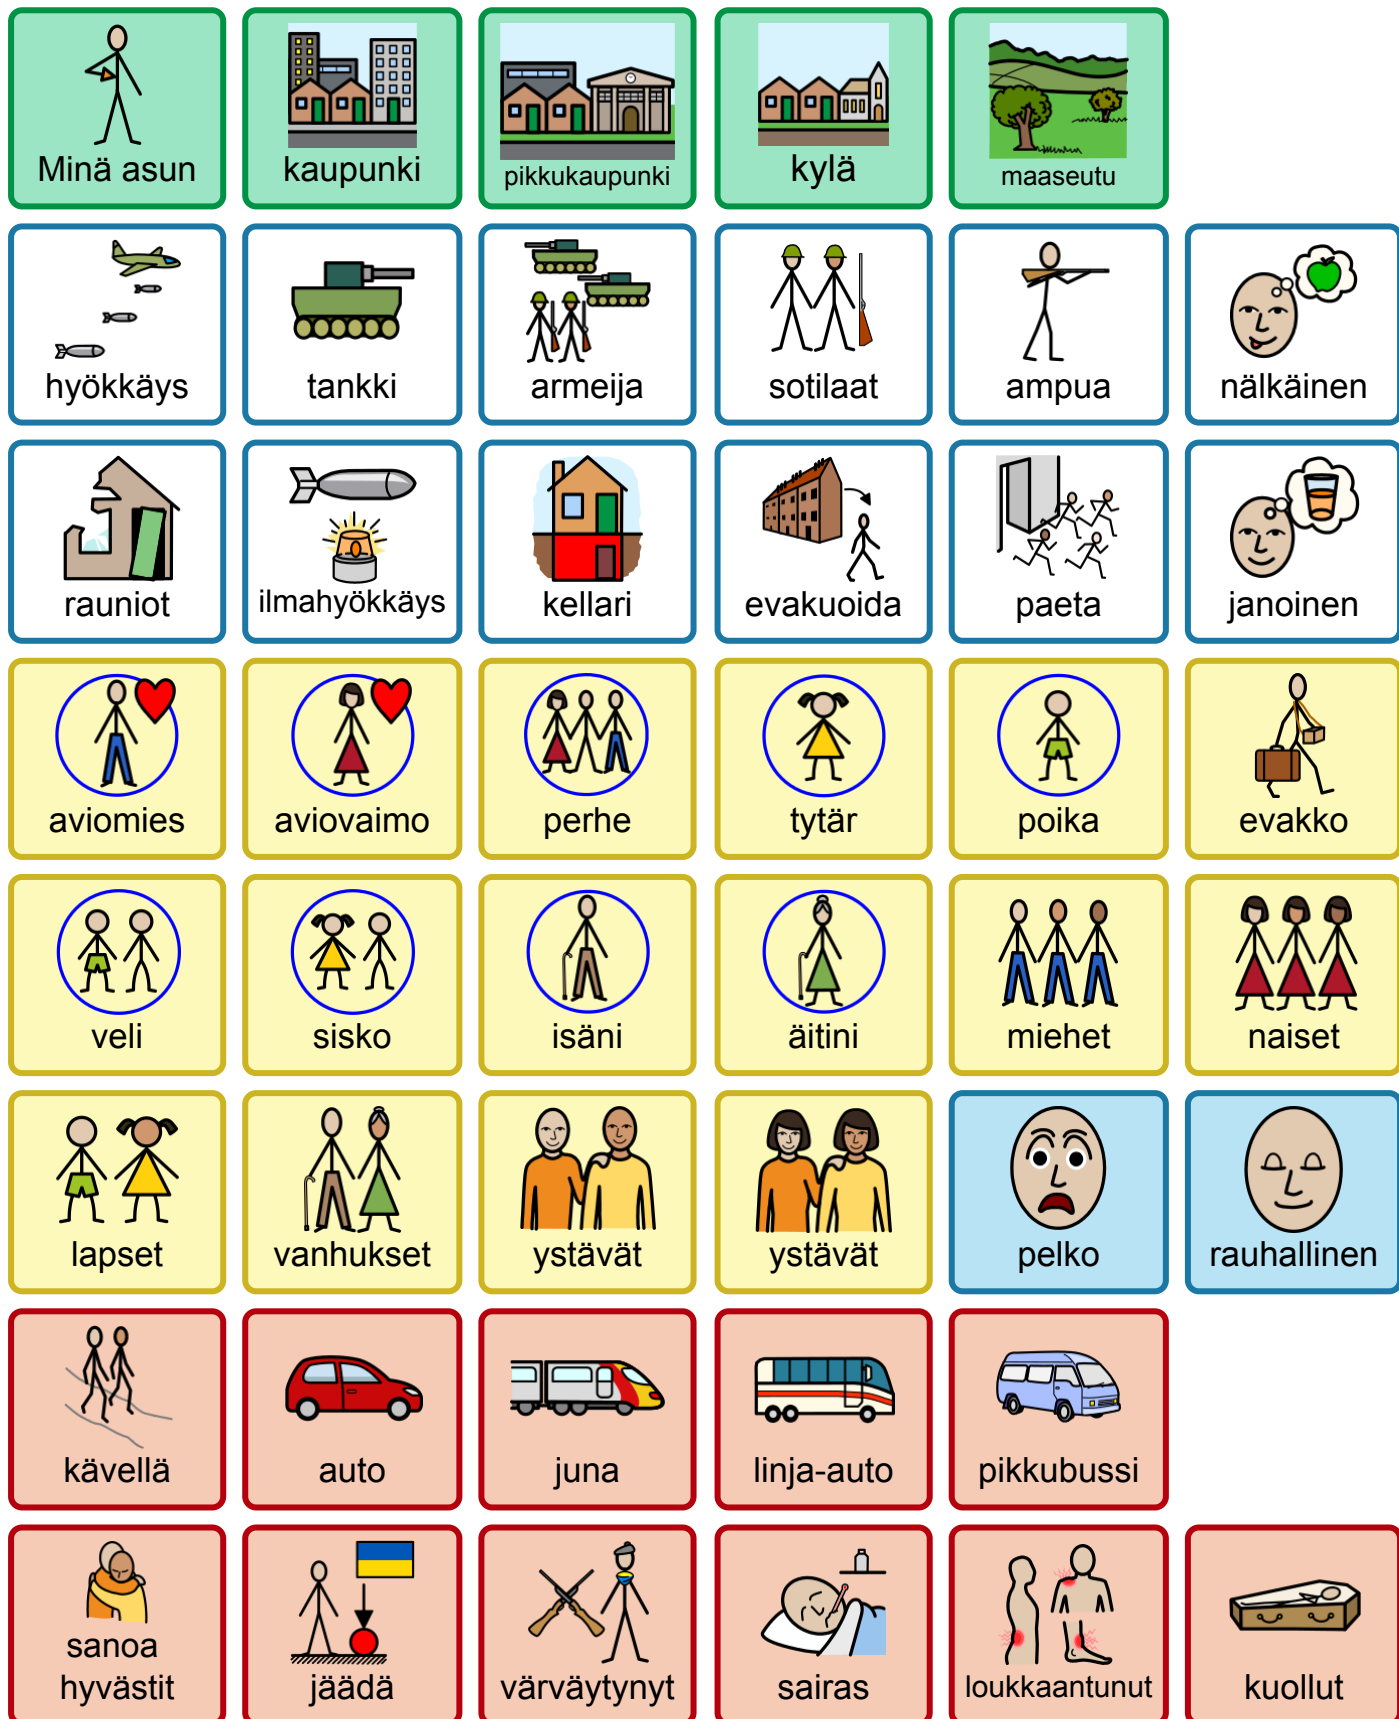 Minä asun
kaupunki
pikkukaupunki
kylä
maaseutu
hyökkäys
tankki
armeija
sotilaat
ampua
nälkäinen
rauniot
ilmahyökkäys
kellari
evakuoida
paeta
janoinen
aviomies
aviovaimo
perhe
tytär
poika
evakko
veli
sisko
isäni
äitini
miehet
naiset
lapset
vanhukset
ystävät
ystävät
pelko
rauhallinen
kävellä
auto
juna
linja-auto
pikkubussi
sanoa
hyvästit
jäädä
värväytynyt
sairas
loukkaantunut
kuollut